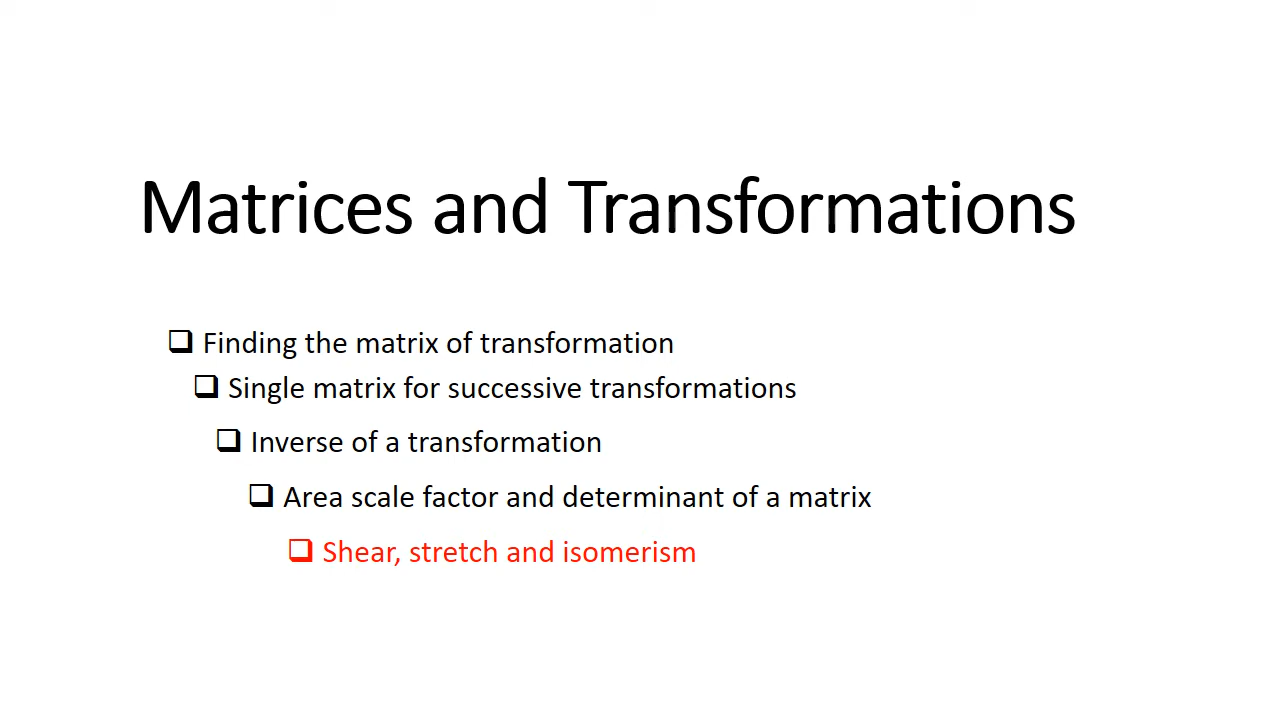 Matrices and Transformations
Finding the matrix of transformation
Single matrix for successive transformations
Inverse of a transformation
Area scale factor and determinant of a matrix
Shear, stretch and isomerism